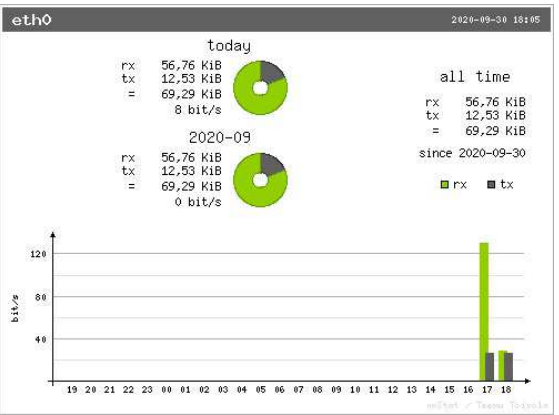 eth0 2020-09-30 18:05
today
rx 56,76 KiB
tx 12,53 KiB
= 69,29 KiB
8 bit/s
2020-09
rx 56,76 KiB
tx 12,53 KiB
= 69,29 KiB
0 bit/s
all time
rx 56,76 KiB
tx 12,53 KiB
= 69,29 KiB
since 2020-09-30
rx tx
bit/s
120
80
40
19 20 21 22 23 00 01 02 03 04 05 06 07 08 09 10 11 12 13 14 15 16 17 18
vnStat / Teemu Toivola